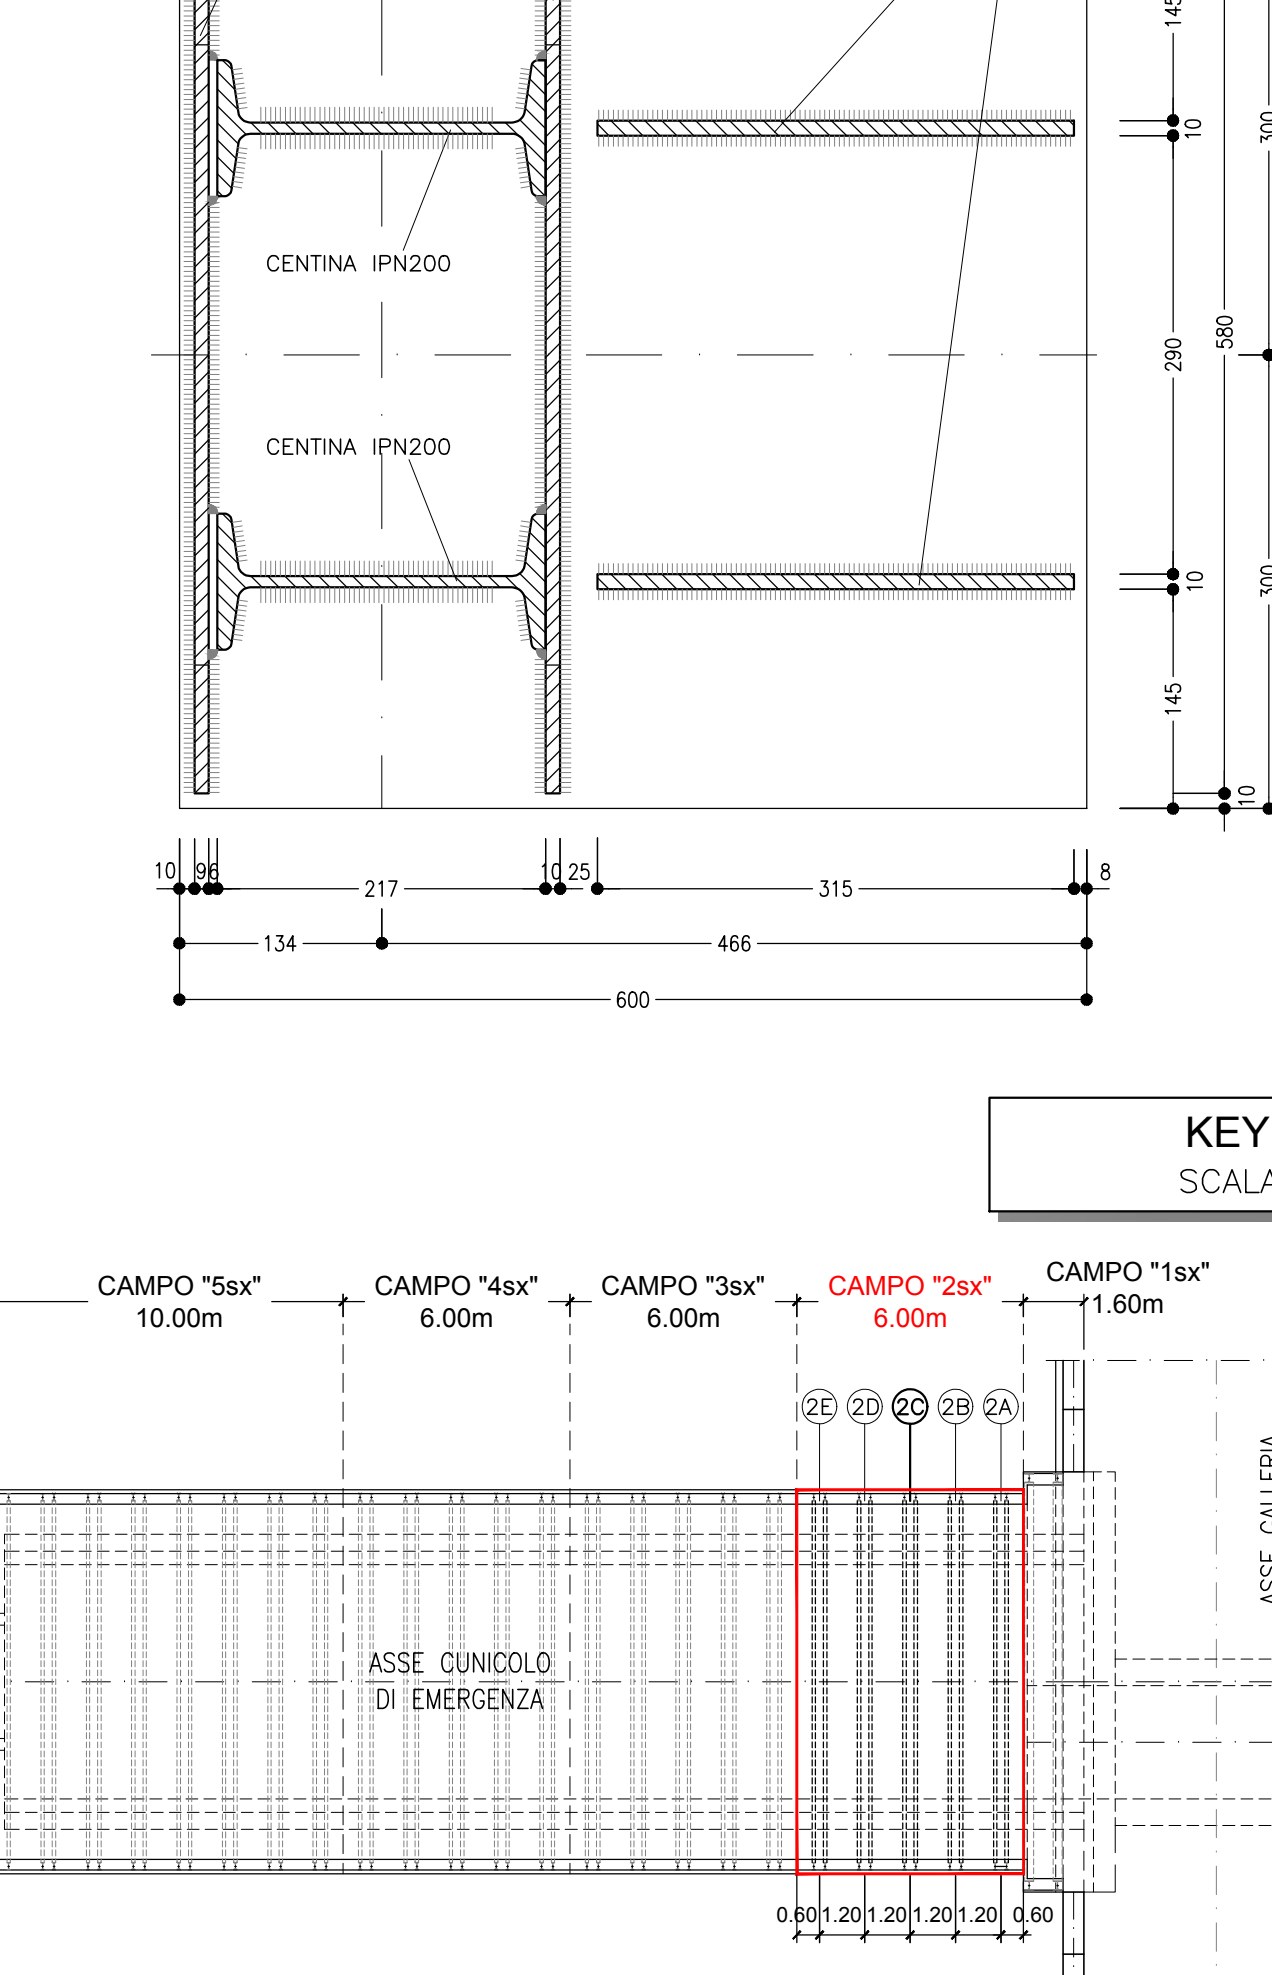 145
10
300
CENTINA IPN200
580
290
CENTINA IPN200
10
300
145
10
10 9 6 217 10 25 315 8
134 466
600
KEY
SCALA
CAMPO "5sx" CAMPO "4sx" CAMPO "3sx" CAMPO "2sx" CAMPO "1sx"
10.00m 6.00m 6.00m 6.00m 1.60m
2E 2D 2C 2B 2A
ASSE GALLERIA
ASSE CUNICOLO
DI EMERGENZA
0.60 1.20 1.20 1.20 1.20 0.60